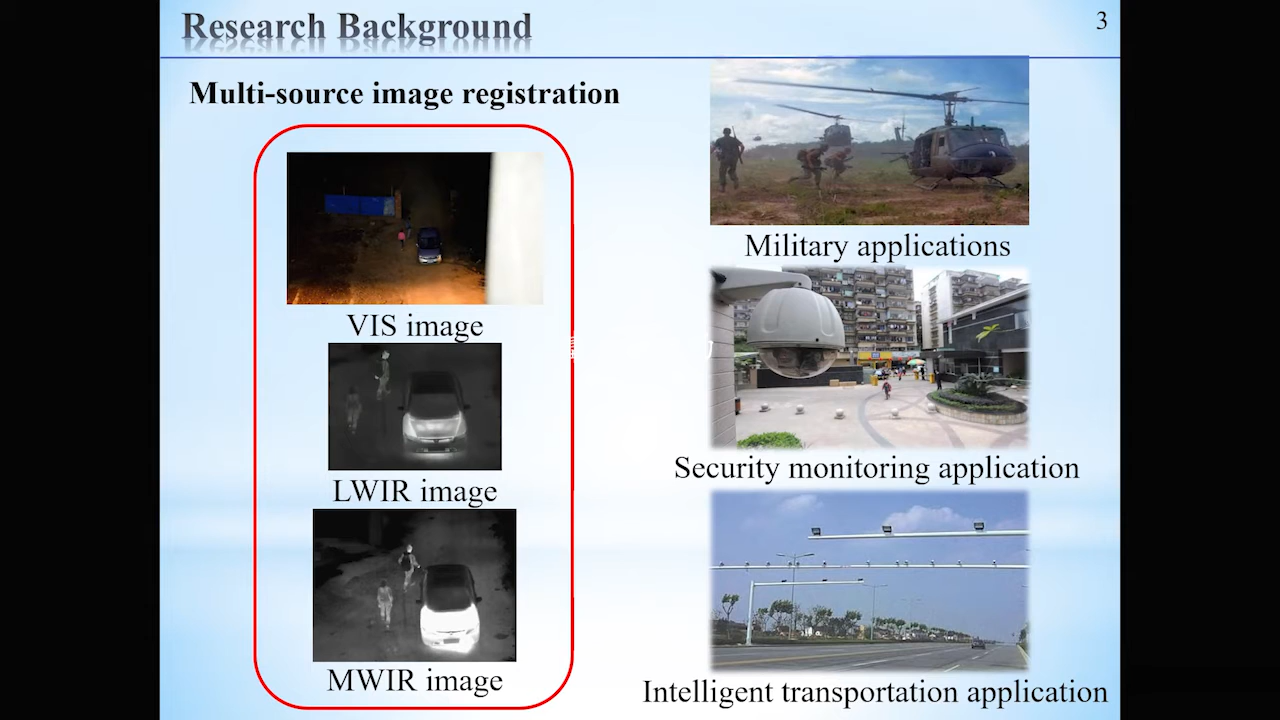 Research Background
3
Multi-source image registration
VIS image
LWIR image
MWIR image
Military applications
Security monitoring application
Intelligent transportation application